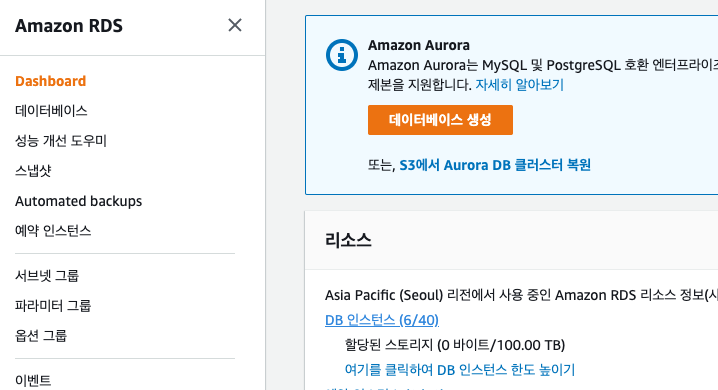 Amazon RDS
Dashboard
데이터베이스
성능 개선 도우미
스냅샷
Automated backups
예약 인스턴스
서브넷 그룹
파라미터 그룹
옵션 그룹
이벤트
Amazon Aurora
Amazon Aurora는 MySQL 및 PostgreSQL 호환 엔터프라이즈
제본을 지원합니다. 자세히 알아보기
데이터베이스 생성
또는, S3에서 Aurora DB 클러스터 복원
리소스
Asia Pacific (Seoul) 리전에서 사용 중인 Amazon RDS 리소스 정보(사
DB 인스턴스 (6/40)
할당된 스토리지 (0 바이트/100.00 TB)
여기를 클릭하여 DB 인스턴스 한도 높이기